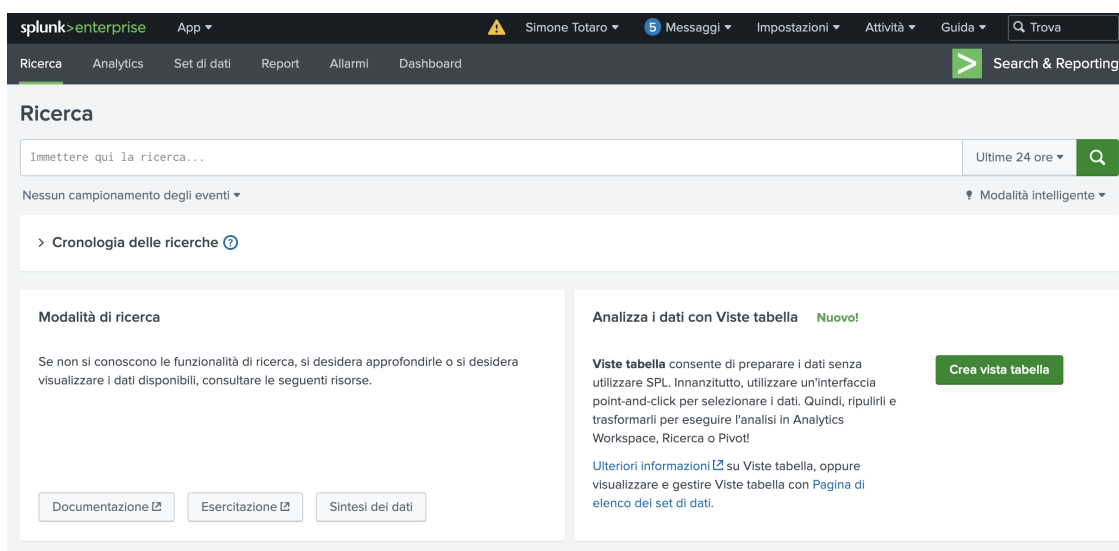 splunk>enterprise App Simone Totaro 5 Messaggi Impostazioni Attività Guida Trova
Ricerca Analytics Set di dati Report Allarmi Dashboard Search & Reporting
Ricerca
Immettere qui la ricerca... Ultime 24 ore
Nessun campionamento degli eventi Modalità intelligente
Cronologia delle ricerche ?
Modalità di ricerca
Se non si conoscono le funzionalità di ricerca, si desidera approfondirle o si desidera
visualizzare i dati disponibili, consultare le seguenti risorse.
Documentazione Esercitazione Sintesi dei dati
Analizza i dati con Viste tabella Nuovo!
Viste tabella consente di preparare i dati senza
utilizzare SPL. Innanzitutto, utilizzare un'interfaccia
point-and-click per selezionare i dati. Quindi, ripulirli e
trasformarli per eseguire l'analisi in Analytics
Workspace, Ricerca o Pivot!
Ulteriori informazioni su Viste tabella, oppure
visualizzare e gestire Viste tabella con Pagina di
elenco dei set di dati.
Crea vista tabella